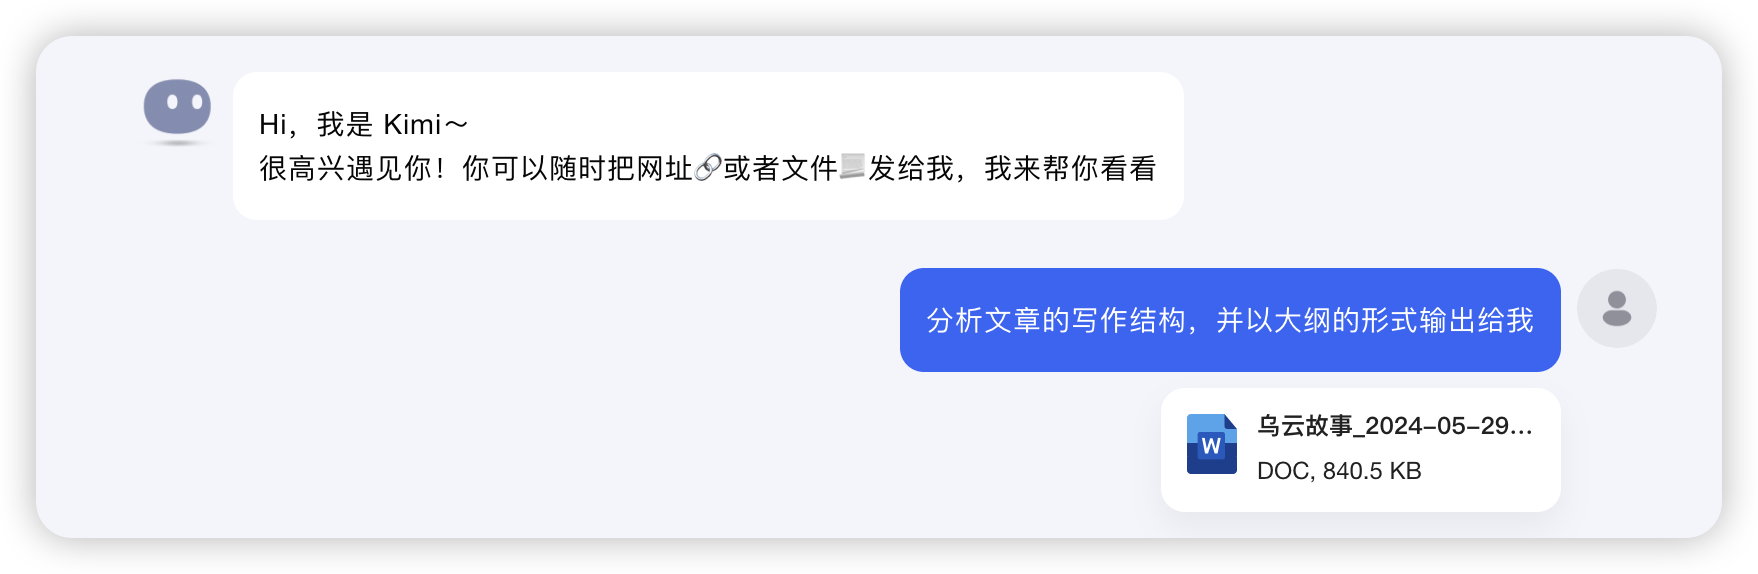 Hi，我是 Kimi～
很高兴遇见你！你可以随时把网址🔗或者文件📃发给我，我来帮你看看
分析文章的写作结构，并以大纲的形式输出给我
W
乌云故事_2024-05-29...
DOC, 840.5 KB